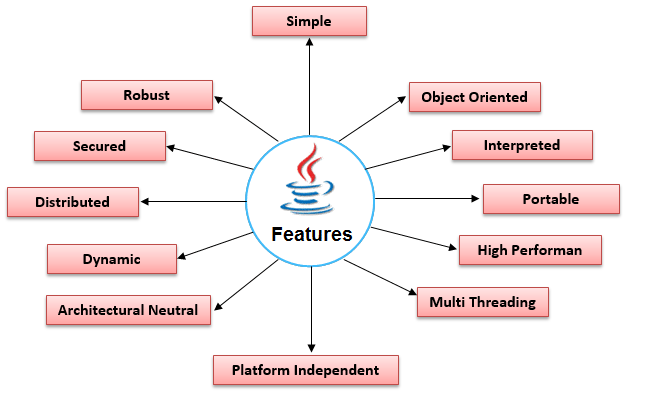 Simple
Robust
Object Oriented
Secured
Interpreted
Distributed
Portable
Features
Dynamic
High Performan
Architectural Neutral
Multi Threading
Platform Independent